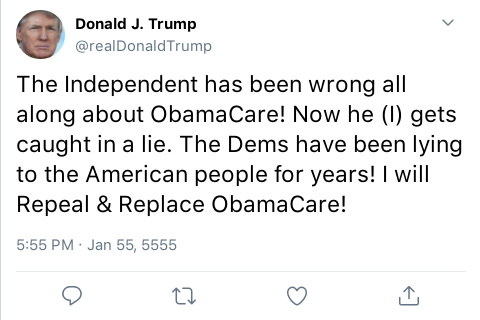 Donald J. Trump
@realDonaldTrump
The Independent has been wrong all
along about ObamaCare! Now he (I) gets
caught in a lie. The Dems have been lying
to the American people for years! I will
Repeal & Replace ObamaCare!
5:55 PM · Jan 55, 5555